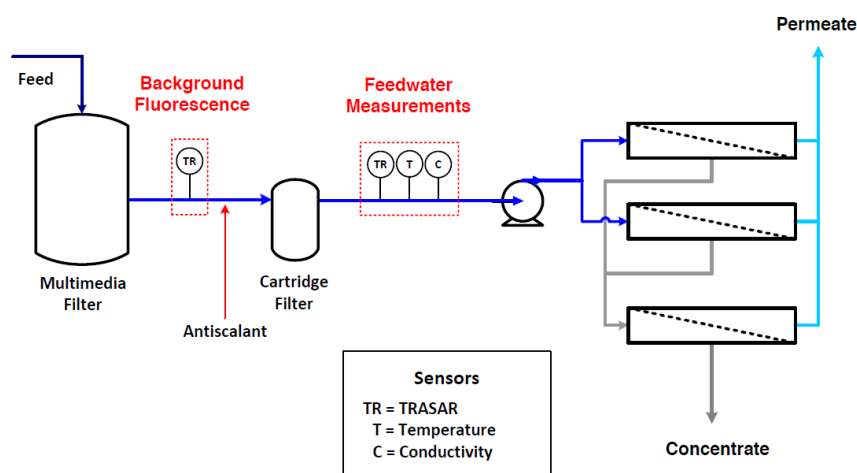 Permeate
Feed
Background
Fluorescence
Feedwater
Measurements
TR
TR
T
C
Multimedia
Filter
Cartridge
Filter
Antiscalant
Sensors
TR = TRASAR
T = Temperature
C = Conductivity
Concentrate